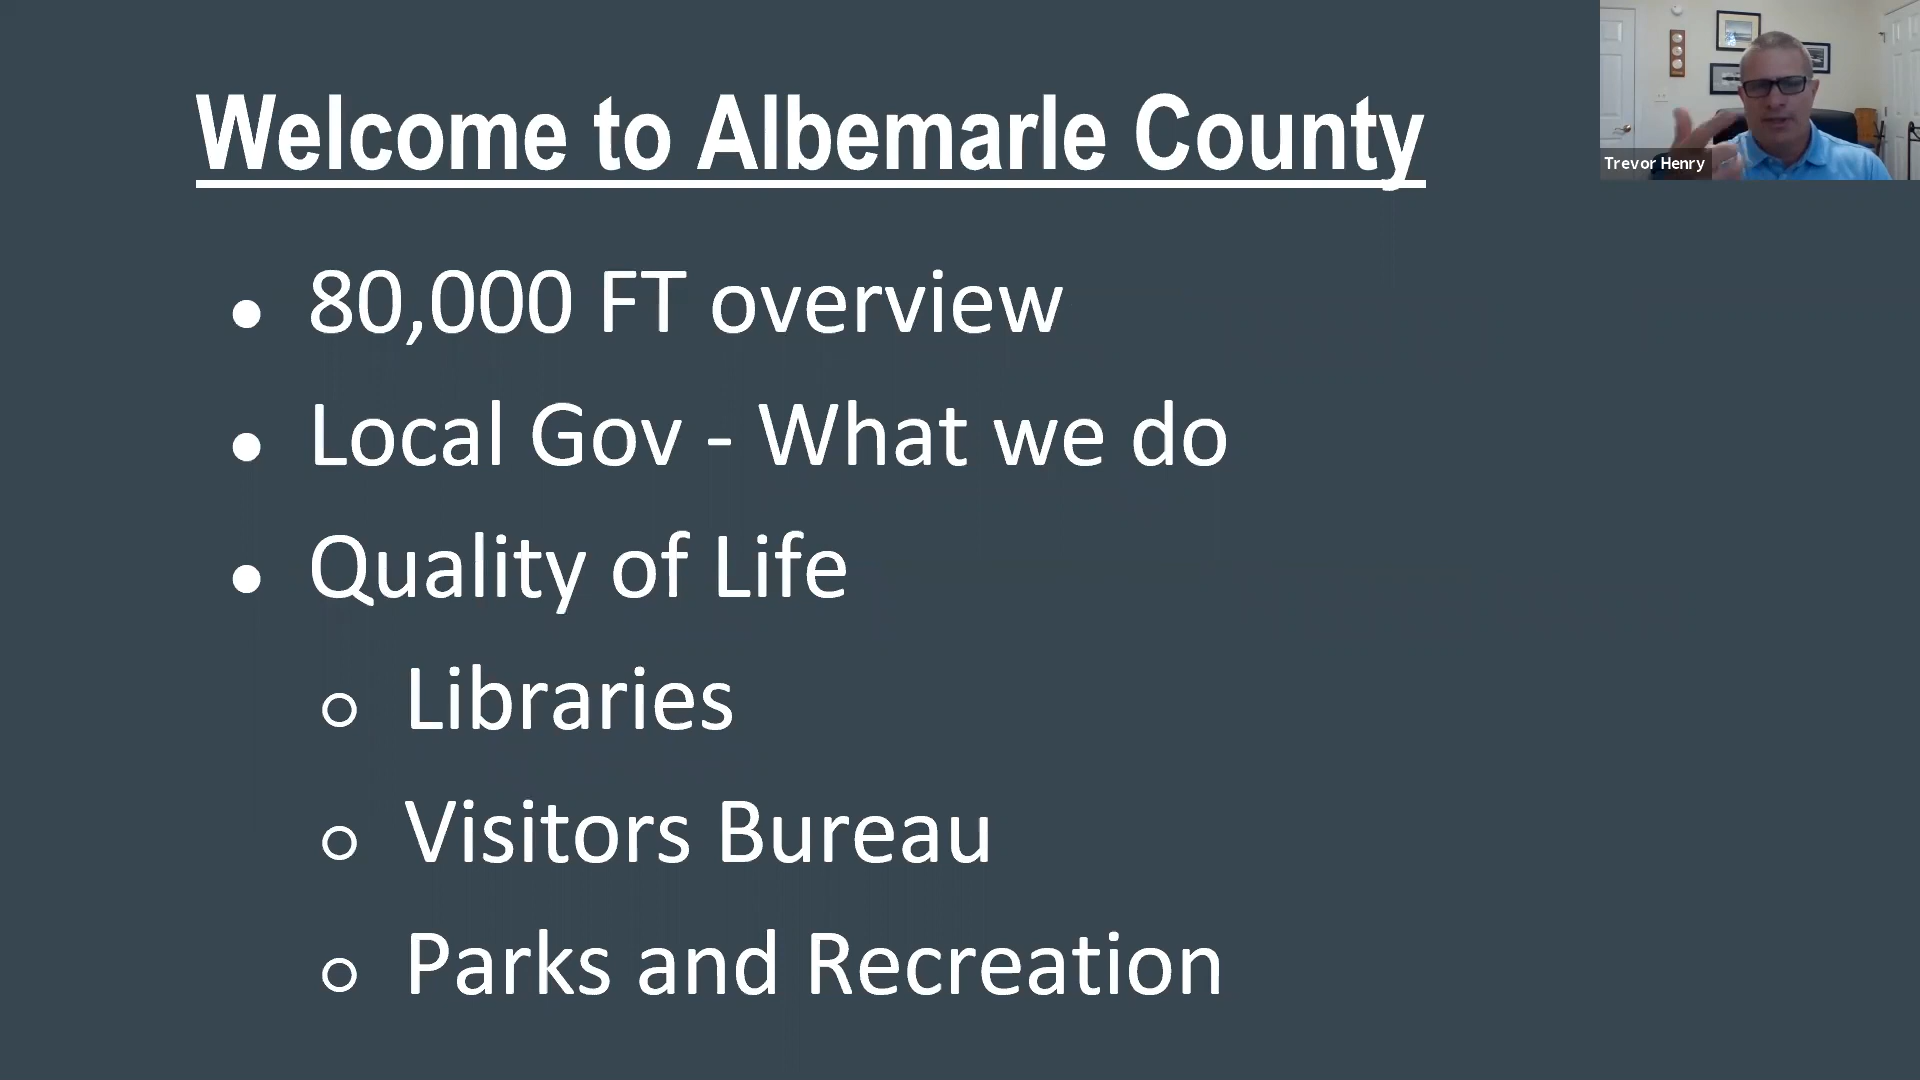 Welcome to Albemarle County
Trevor Henry
● 80,000 FT overview
● Local Gov - What we do
● Quality of Life
○ Libraries
○ Visitors Bureau
○ Parks and Recreation